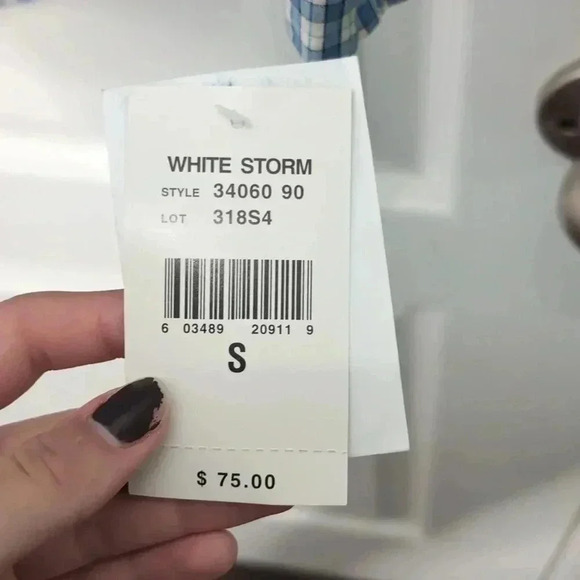 WHITE STORM
STYLE 34060 90
LOT 318S4
6 03489 20911 9
S
$ 75.00